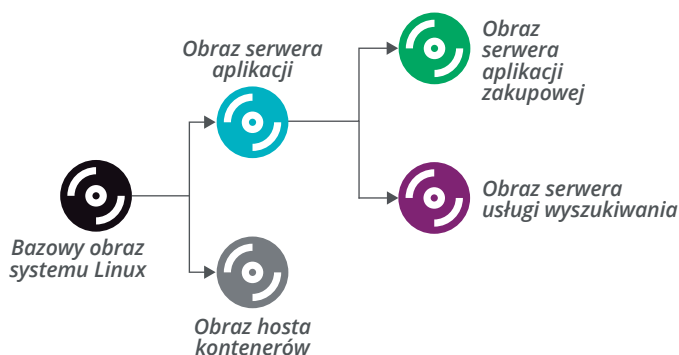 Obraz serwera
aplikacji
Obraz
serwera
aplikacji
zakupowej
Bazowy obraz
systemu Linux
Obraz serwera
usługi wyszukiwania
Obraz hosta
kontenerów